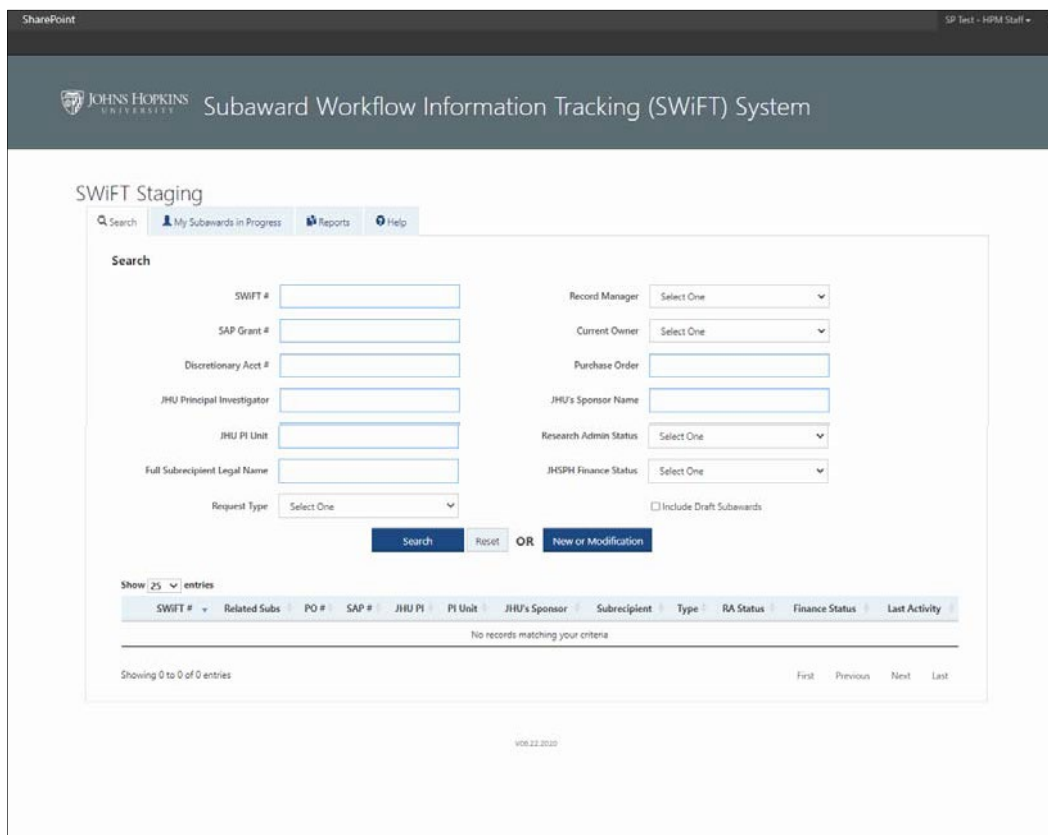 SharePoint
SP Test - HPM Staff
JOHNS HOPKINS
UNIVERSITY
Subaward Workflow Information Tracking (SWiFT) System
SWiFT Staging
Search
My Subawards in Progress
Reports
Help
Search
SWiFT #
Record Manager
Select One
SAP Grant #
Current Owner
Select One
Discretionary Acct #
Purchase Order
JHU Principal Investigator
JHU's Sponsor Name
JHU PI Unit
Research Admin Status
Select One
Full Subrecipient Legal Name
JHSPH Finance Status
Select One
Request Type
Select One
Include Draft Subawards
Search
Reset
OR
New or Modification
Show 25 entries
SWiFT # Related Subs PO # SAP # JHU PI PI Unit JHU's Sponsor Subrecipient Type RA Status Finance Status Last Activity
No records matching your criteria
Showing 0 to 0 of 0 entries
First Previous Next Last
V08.22.2020